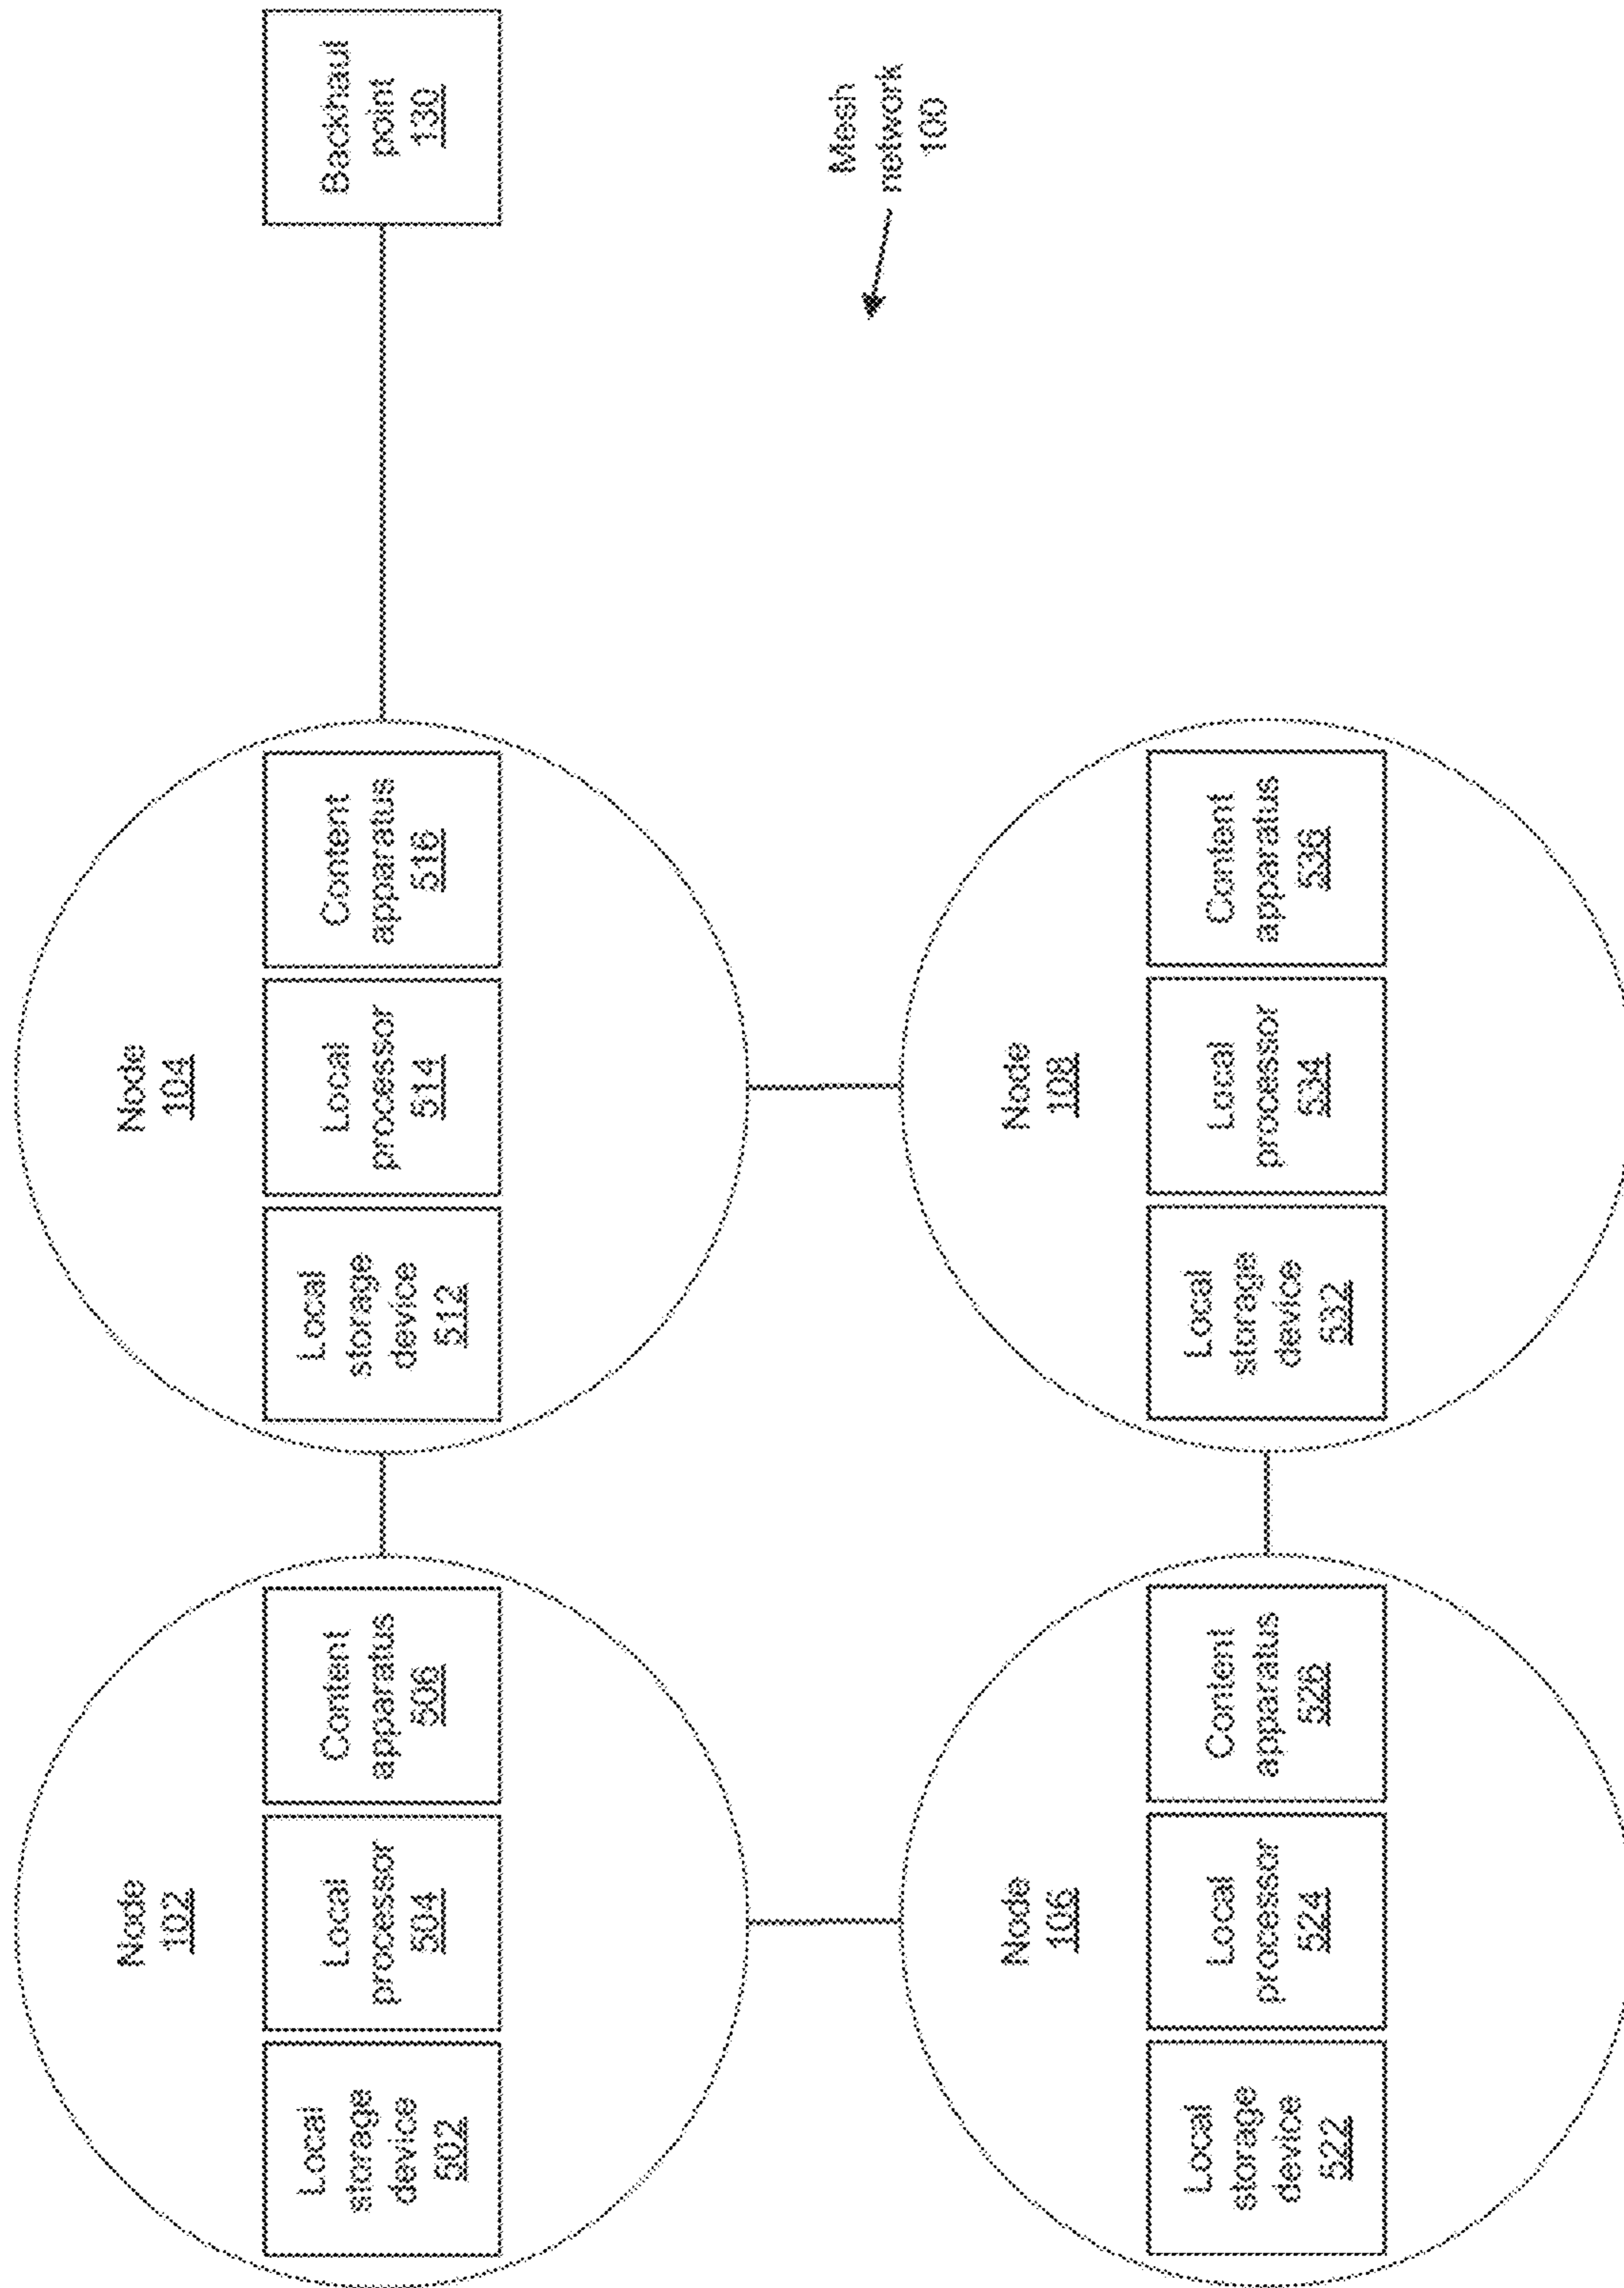 Node
102
Local
storage
device
502
Local
processor
504
Content
apparatus
506
Node
104
Local
storage
device
512
Local
processor
514
Content
apparatus
516
Backhaul
point
130
Node
106
Local
storage
device
522
Local
processor
524
Content
apparatus
526
Node
108
Local
storage
device
532
Local
processor
534
Content
apparatus
536
Mesh
network
100